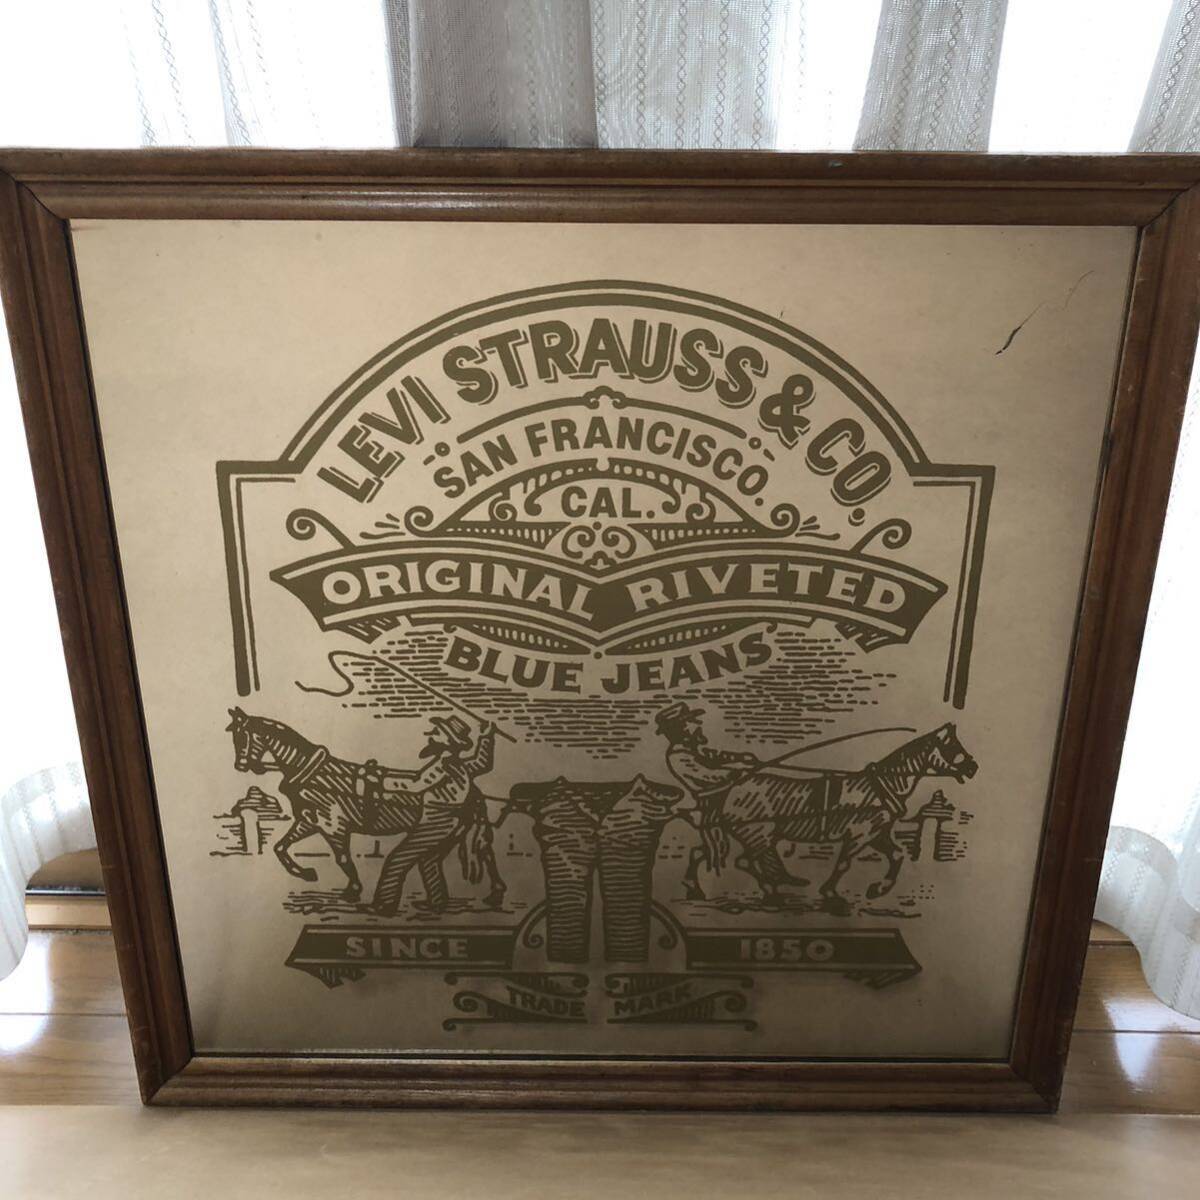 LEVI STRAUSS & CO.
SAN FRANCISCO.
CAL.
ORIGINAL RIVETED
BLUE JEANS
SINCE 1850
TRADE MARK